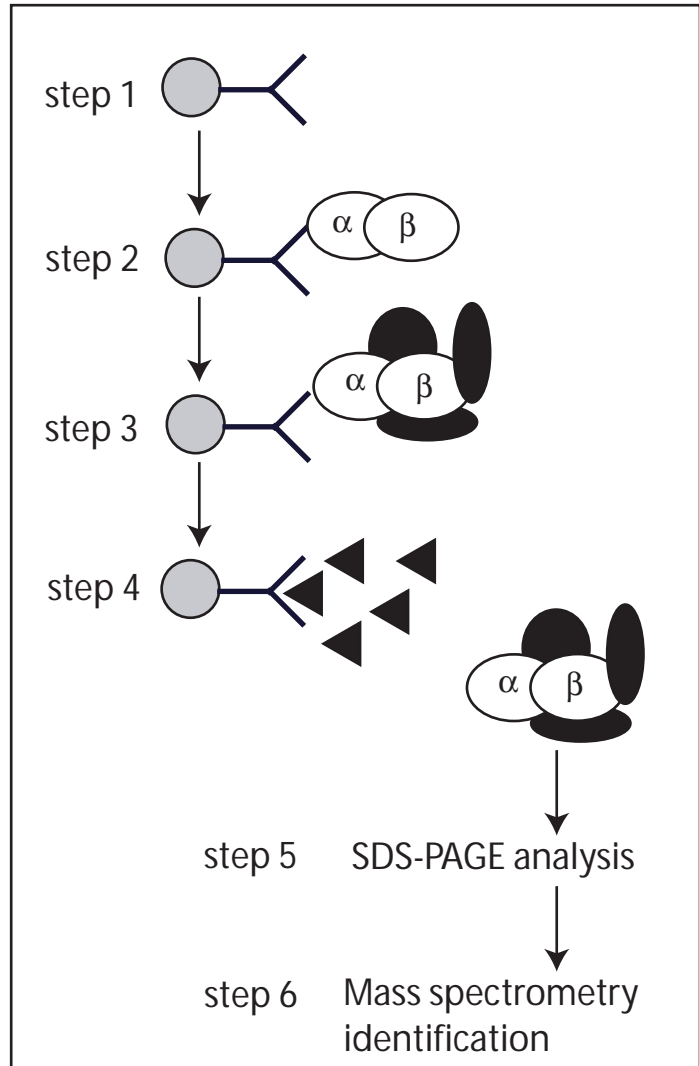 step 1
α β
step 2
α β
step 3
step 4
α β
step 5 SDS-PAGE analysis
step 6 Mass spectrometry
identification